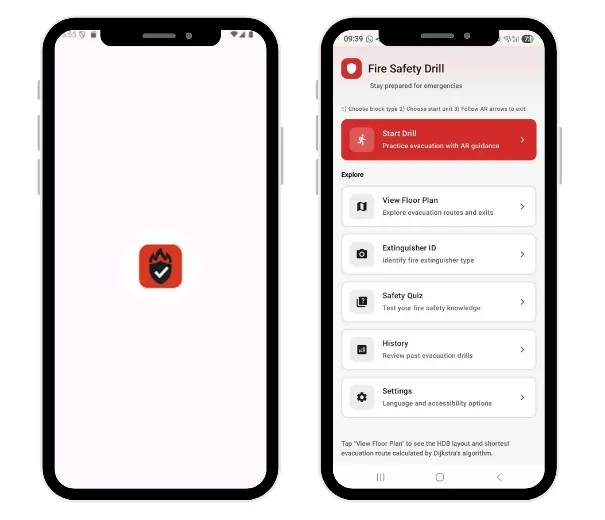 09:39
73
Fire Safety Drill
Stay prepared for emergencies
1) Choose block type 2) Choose start unit 3) Follow AR arrows to exit
Start Drill
Practice evacuation with AR guidance
Explore
View Floor Plan
Explore evacuation routes and exits
Extinguisher ID
Identify fire extinguisher type
Safety Quiz
Test your fire safety knowledge
History
Review past evacuation drills
Settings
Language and accessibility options
Tap "View Floor Plan" to see the HDB layout and shortest
evacuation route calculated by Dijkstra's algorithm.